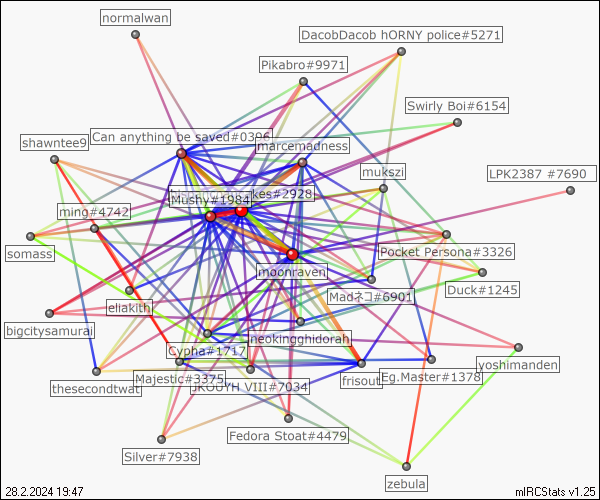 normalwan
DacobDacob hORNY police#5271
Pikabro#9971
Swirly Boi#6154
Can anything be saved#0396
shawntee9
marcemadness
mukszi
LPK2387 #7690
cakes#2928
Mushy#1984
ming#4742
somass
Pocket Persona#3326
moonraven
Duck#1245
Madネコ#6901
eliakith
bigcitysamurai
neokingghidorah
Cypha#1717
yoshimanden
thesecondtwat
Majestic#3375
JKUUYH VIII#7034
frisout
Eg.Master#1378
Fedora Stoat#4479
Silver#7938
zebula
28.2.2024 19:47
mIRCStats v1.25